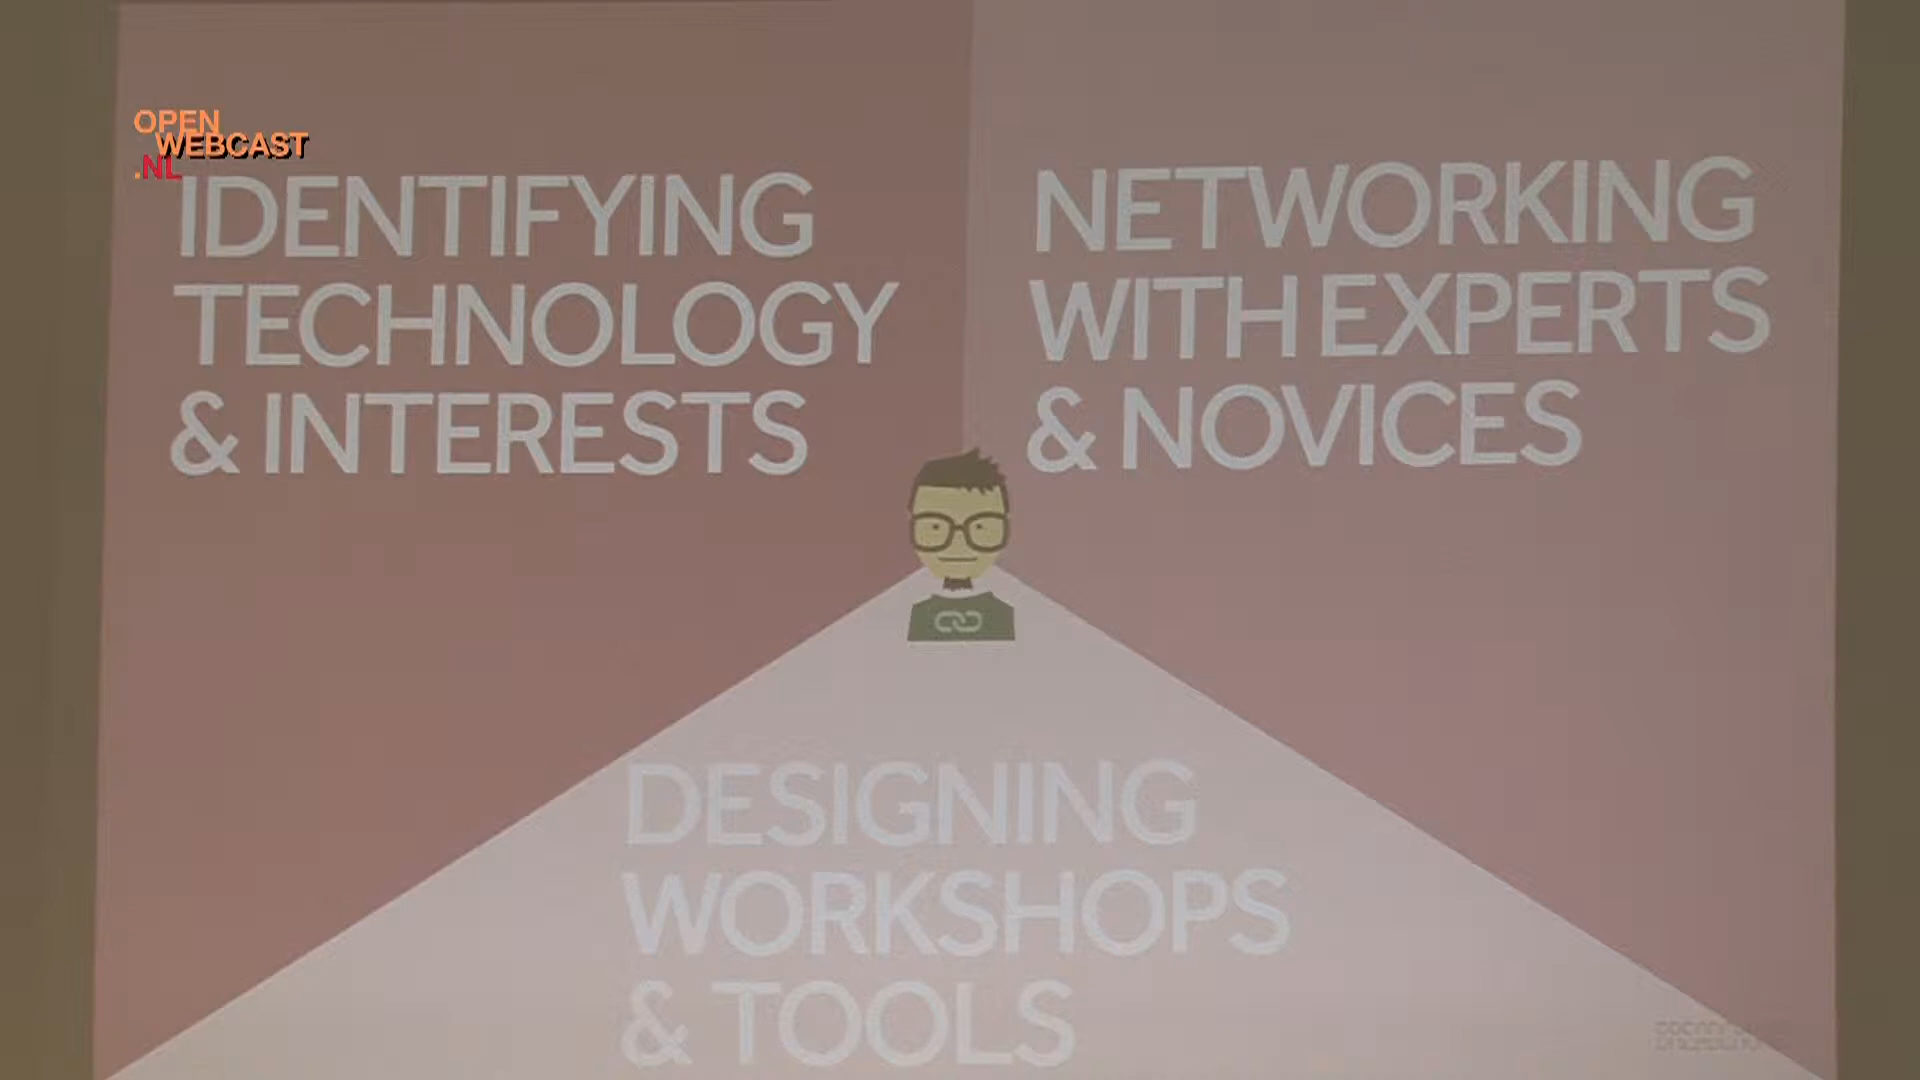 OPEN
WEBCAST
.NL
IDENTIFYING
TECHNOLOGY
& INTERESTS
NETWORKING
WITH EXPERTS
& NOVICES
DESIGNING
WORKSHOPS
& TOOLS